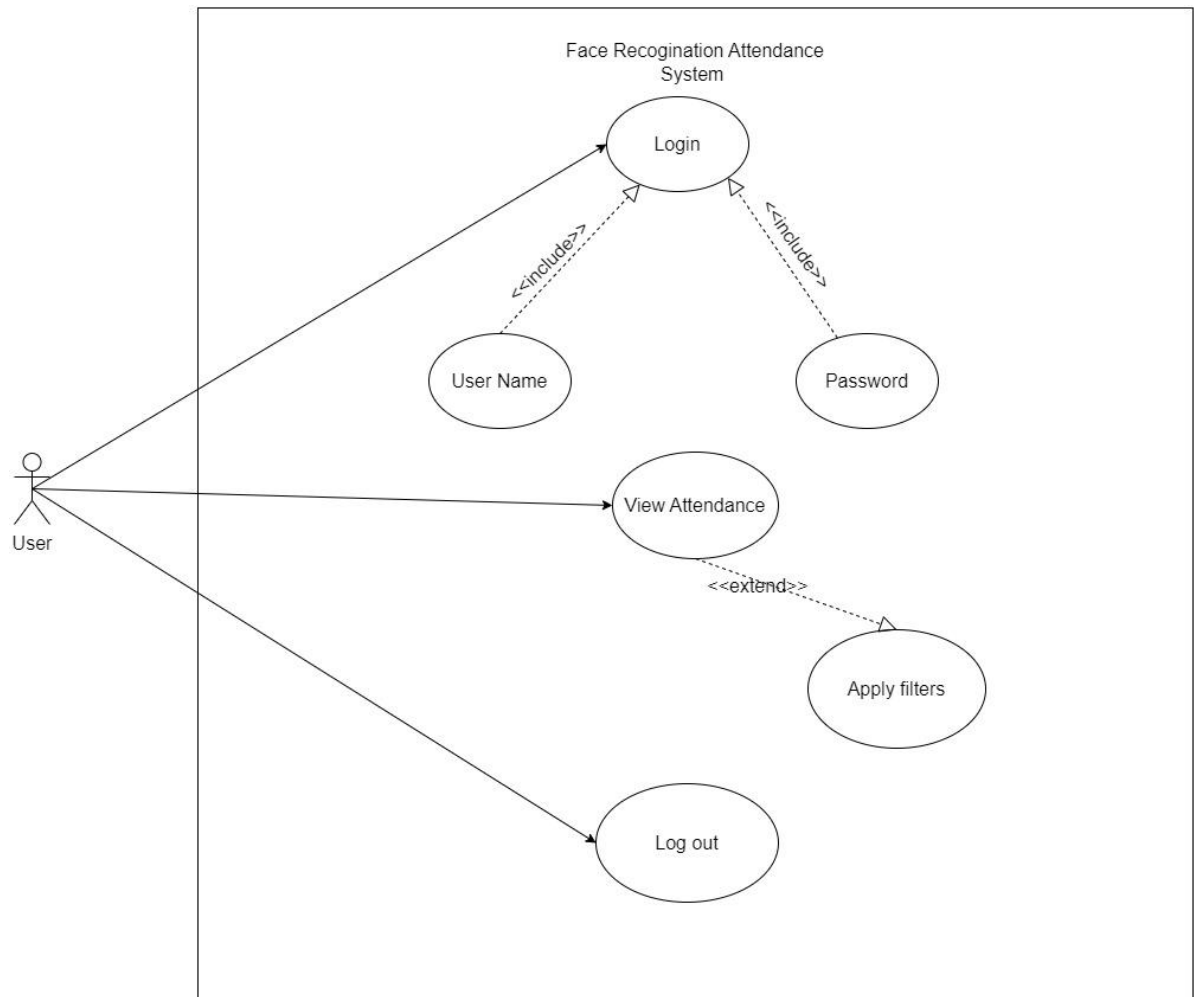 Face Recogination Attendance
System
Login
<<include>>
<<include>>
User Name
Password
User
View Attendance
<<extend>>
Apply filters
Log out